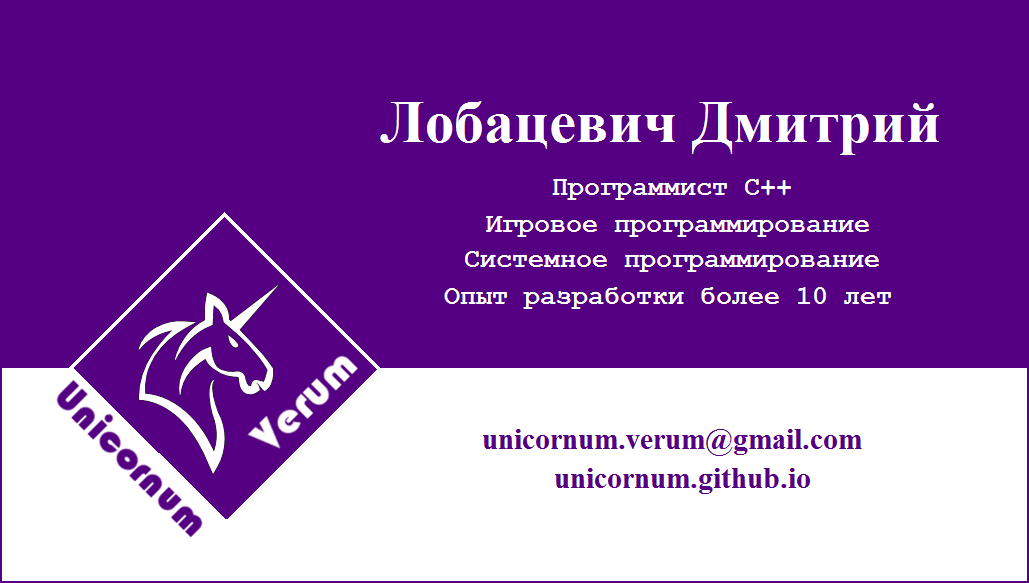 Лобацевич Дмитрий
Программист C++
Игровое программирование
Системное программирование
Опыт разработки более 10 лет
Unicornum
Verum
unicornum.verum@gmail.com
unicornum.github.io